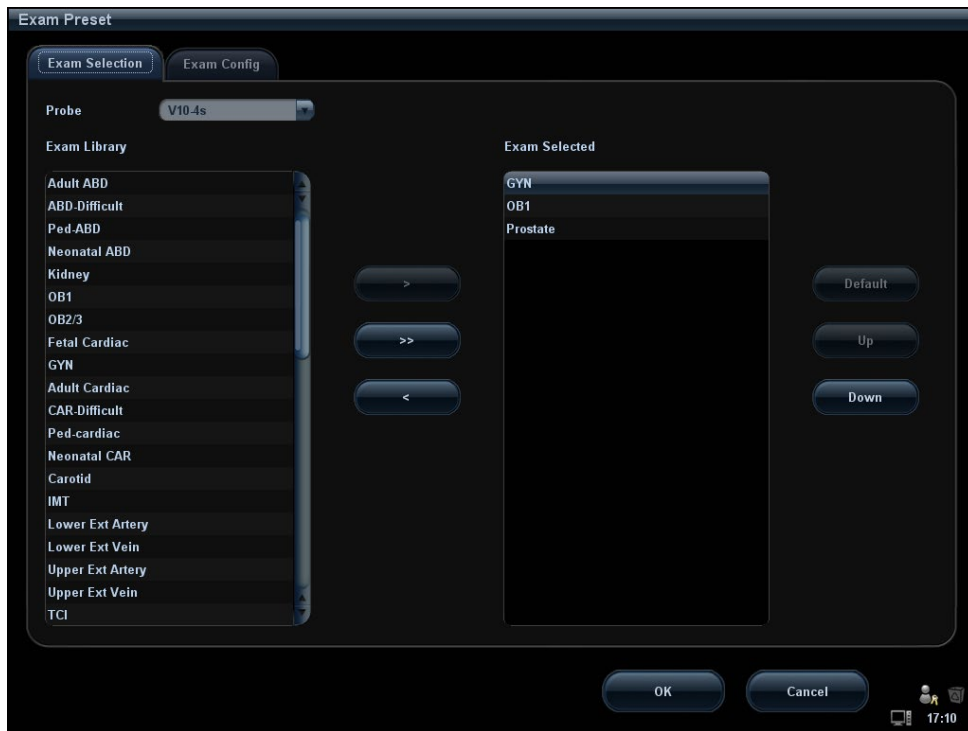 Exam Preset
Exam Selection
Exam Config
Probe
V10-4s
Exam Library
Adult ABD
ABD-Difficult
Ped-ABD
Neonatal ABD
Kidney
OB1
OB2/3
Fetal Cardiac
GYN
Adult Cardiac
CAR-Difficult
Ped-cardiac
Neonatal CAR
Carotid
IMT
Lower Ext Artery
Lower Ext Vein
Upper Ext Artery
Upper Ext Vein
TCI
>
>>
<
Exam Selected
GYN
OB1
Prostate
Default
Up
Down
OK
Cancel
17:10